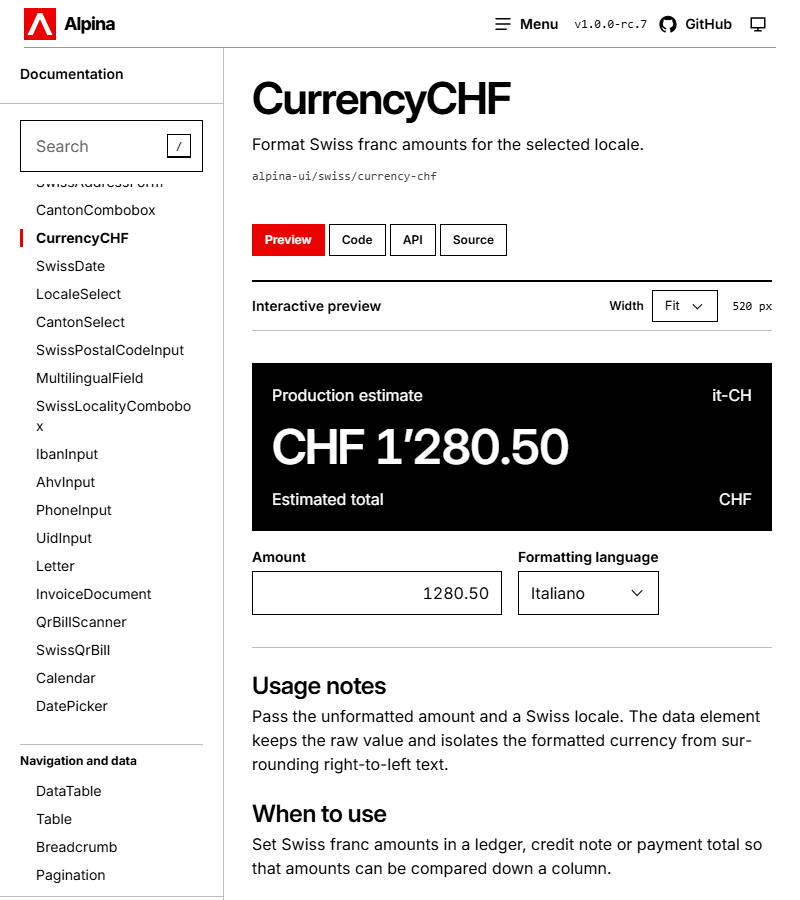 Alpina
Menu
v1.0.0-rc.7
GitHub
Documentation
Search
/
SwissAddressForm
CantonCombobox
CurrencyCHF
SwissDate
LocaleSelect
CantonSelect
SwissPostalCodeInput
MultilingualField
SwissLocalityCombobo
x
IbanInput
AhvInput
PhoneInput
UidInput
Letter
InvoiceDocument
QrBillScanner
SwissQrBill
Calendar
DatePicker
Navigation and data
DataTable
Table
Breadcrumb
Pagination
CurrencyCHF
Format Swiss franc amounts for the selected locale.
alpina-ui/swiss/currency-chf
Preview
Code
API
Source
Interactive preview
Width
Fit
520 px
Production estimate
it-CH
CHF 1’280.50
Estimated total
CHF
Amount
Formatting language
1280.50
Italiano
Usage notes
Pass the unformatted amount and a Swiss locale. The data element
keeps the raw value and isolates the formatted currency from sur-
rounding right-to-left text.
When to use
Set Swiss franc amounts in a ledger, credit note or payment total so
that amounts can be compared down a column.